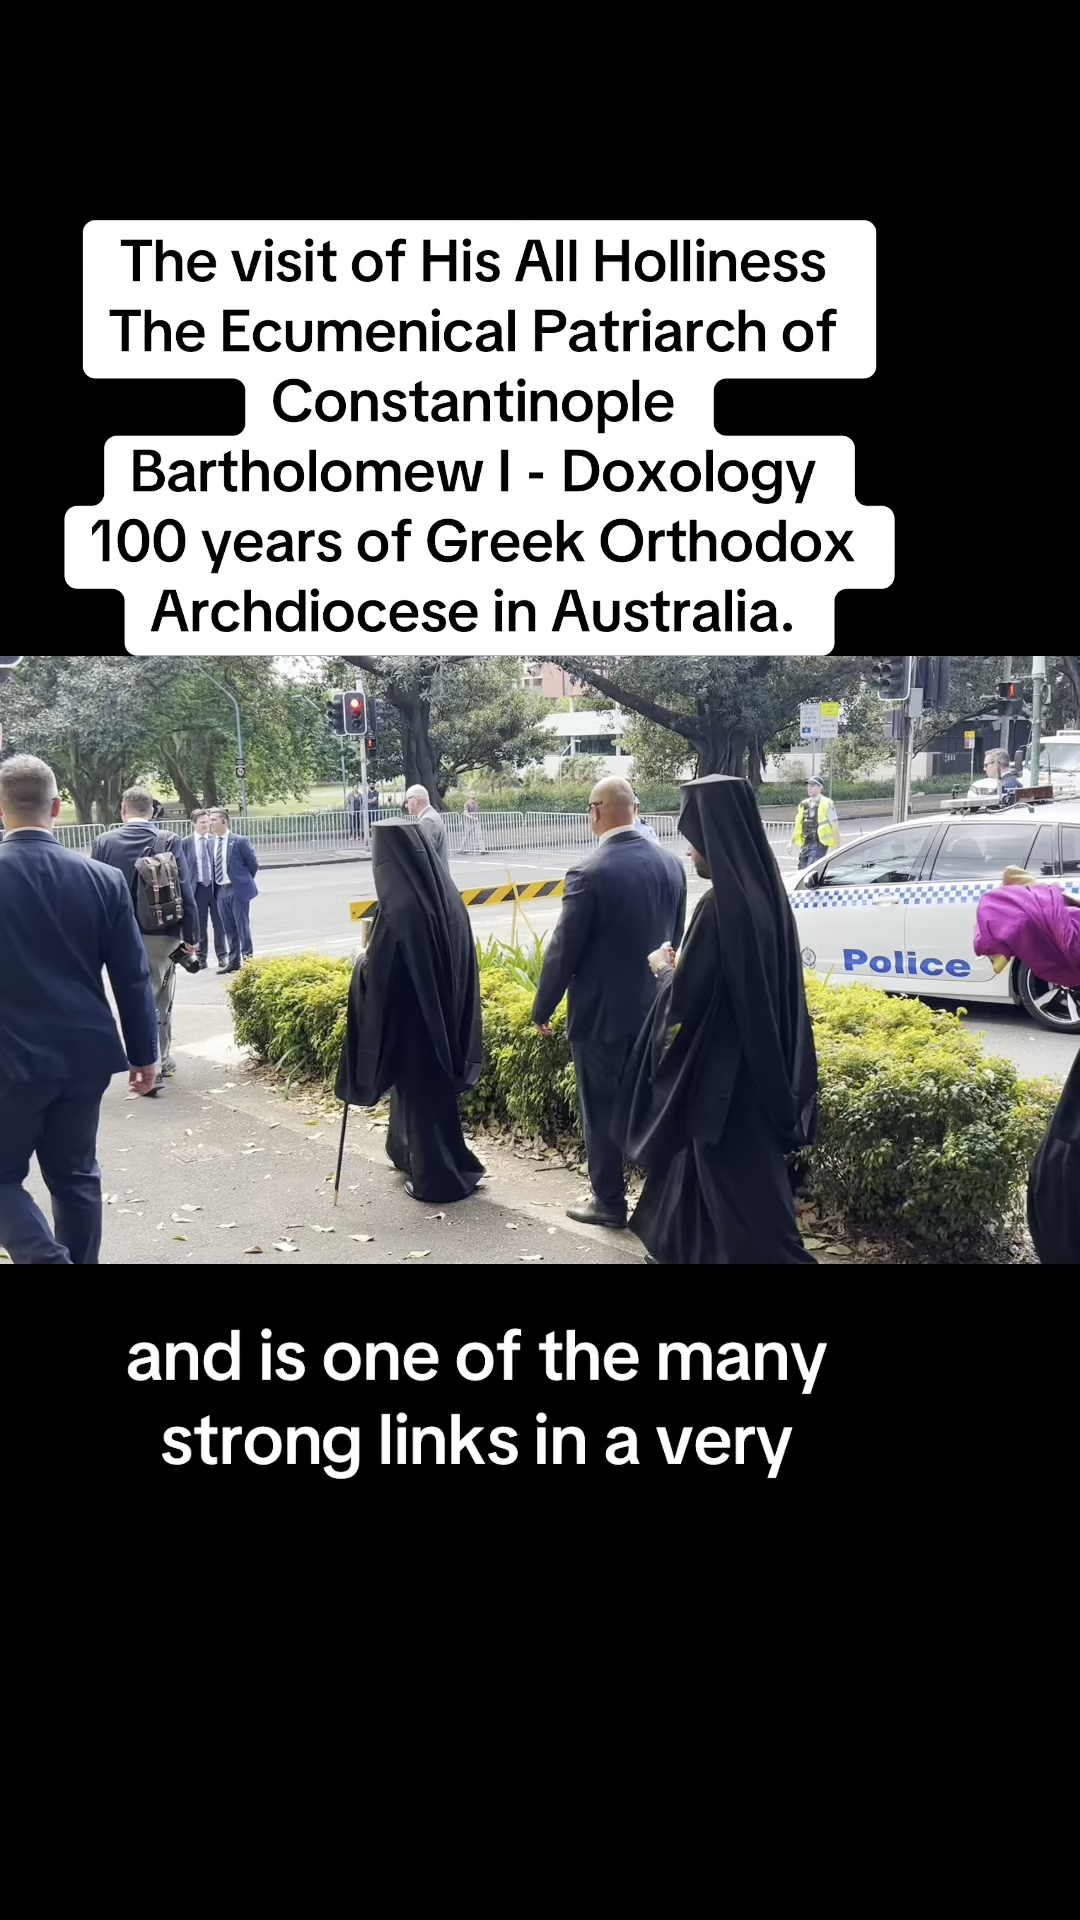 The visit of His All Holliness
The Ecumenical Patriarch of
Constantinople
Bartholomew I - Doxology
100 years of Greek Orthodox
Archdiocese in Australia.
Police
and is one of the many
strong links in a very